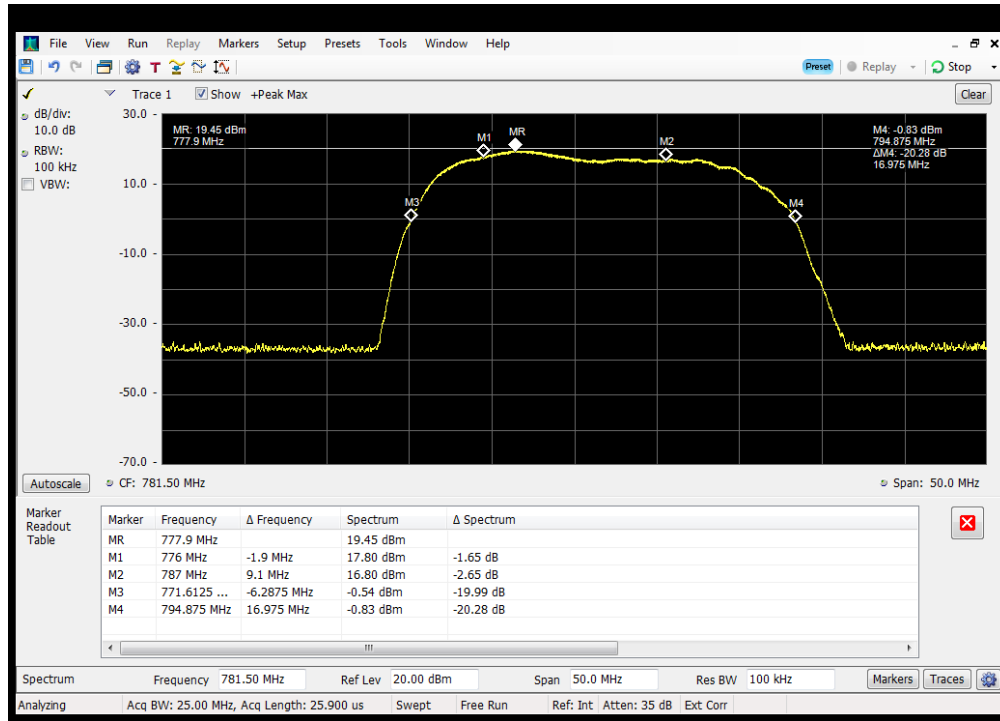 File View Run Replay Markers Setup Presets Tools Window Help
T Preset Replay Stop
Trace 1 Show +Peak Max Clear
dB/div:
10.0 dB
RBW:
100 kHz
VBW:
30.0 -
10.0 -
-10.0 -
-30.0 -
-50.0 -
-70.0 -
MR: 19.45 dBm
777.9 MHz
M1 MR
M2
M3
M4
M4: -0.83 dBm
794.875 MHz
ΔM4: -20.28 dB
16.975 MHz
Autoscale CF: 781.50 MHz Span: 50.0 MHz
Marker
Readout
Table
Marker Frequency Δ Frequency Spectrum Δ Spectrum
MR 777.9 MHz 19.45 dBm
M1 776 MHz -1.9 MHz 17.80 dBm -1.65 dB
M2 787 MHz 9.1 MHz 16.80 dBm -2.65 dB
M3 771.6125 ... -6.2875 MHz -0.54 dBm -19.99 dB
M4 794.875 MHz 16.975 MHz -0.83 dBm -20.28 dB
Spectrum Frequency 781.50 MHz Ref Lev 20.00 dBm Span 50.0 MHz Res BW 100 kHz Markers Traces
Analyzing Acq BW: 25.00 MHz, Acq Length: 25.900 us Swept Free Run Ref: Int Atten: 35 dB Ext Corr